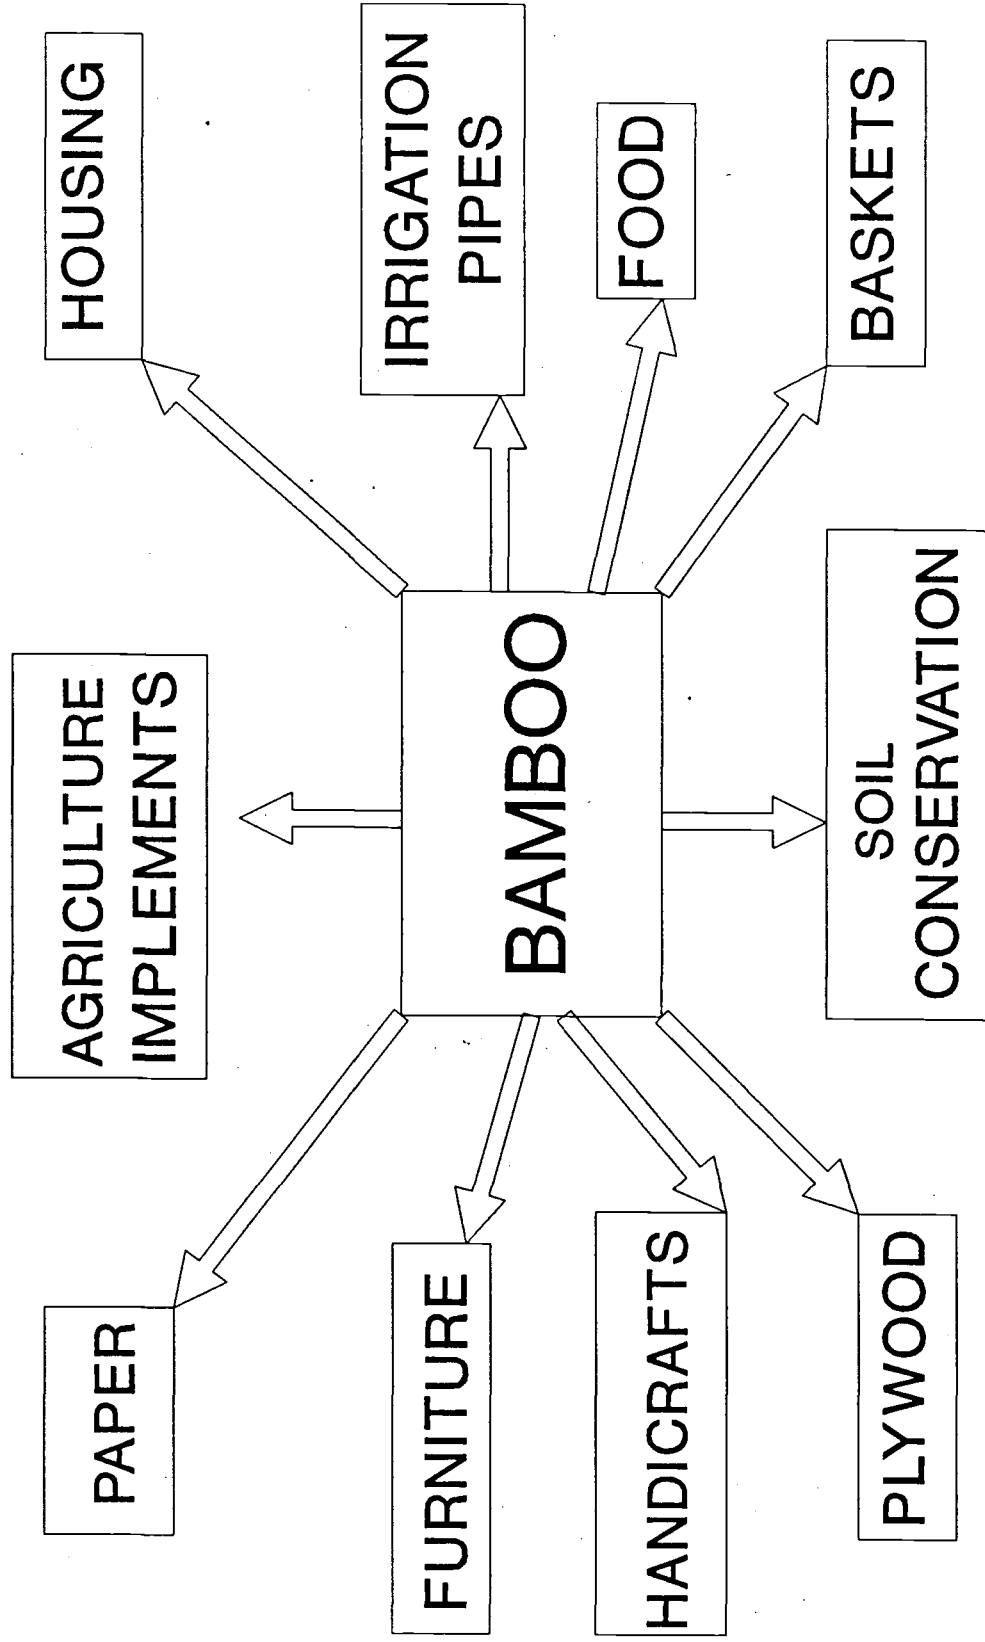 PAPER
AGRICULTURE
IMPLEMENTS
HOUSING
FURNITURE
BAMBOO
IRRIGATION
PIPES
HANDICRAFTS
FOOD
PLYWOOD
SOIL
CONSERVATION
BASKETS